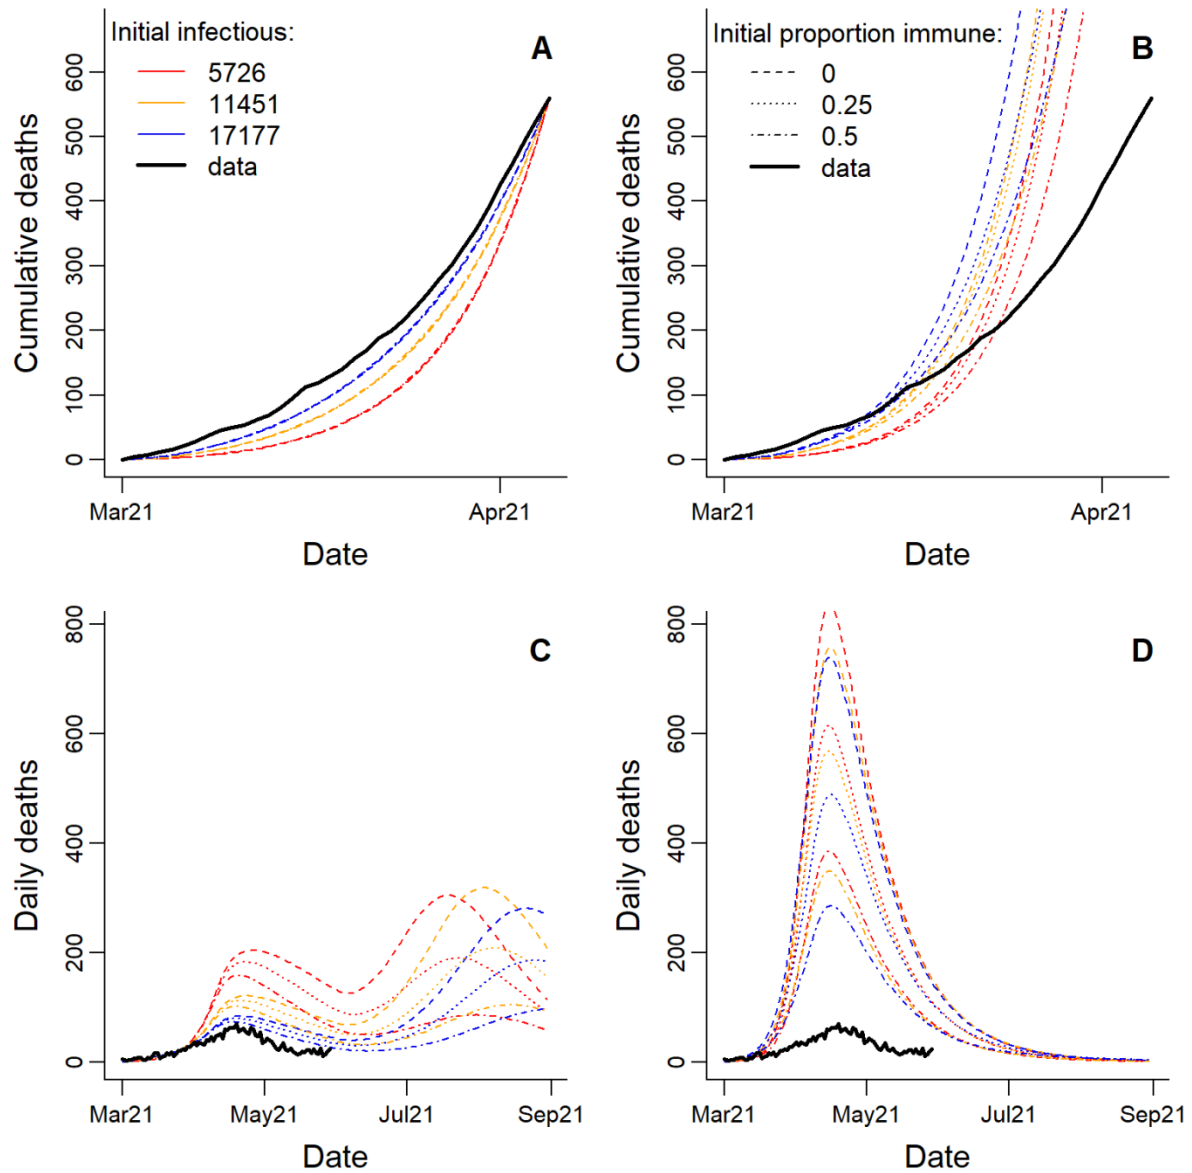 Initial infectious:
5726
11451
17177
data
A
Cumulative deaths
0
100
200
300
400
500
600
Mar21
Apr21
Date
Initial proportion immune:
0
0.25
0.5
data
B
Cumulative deaths
0
100
200
300
400
500
600
Mar21
Apr21
Date
C
Daily deaths
0
200
400
600
800
Mar21
May21
Jul21
Sep21
Date
D
Daily deaths
0
200
400
600
800
Mar21
May21
Jul21
Sep21
Date